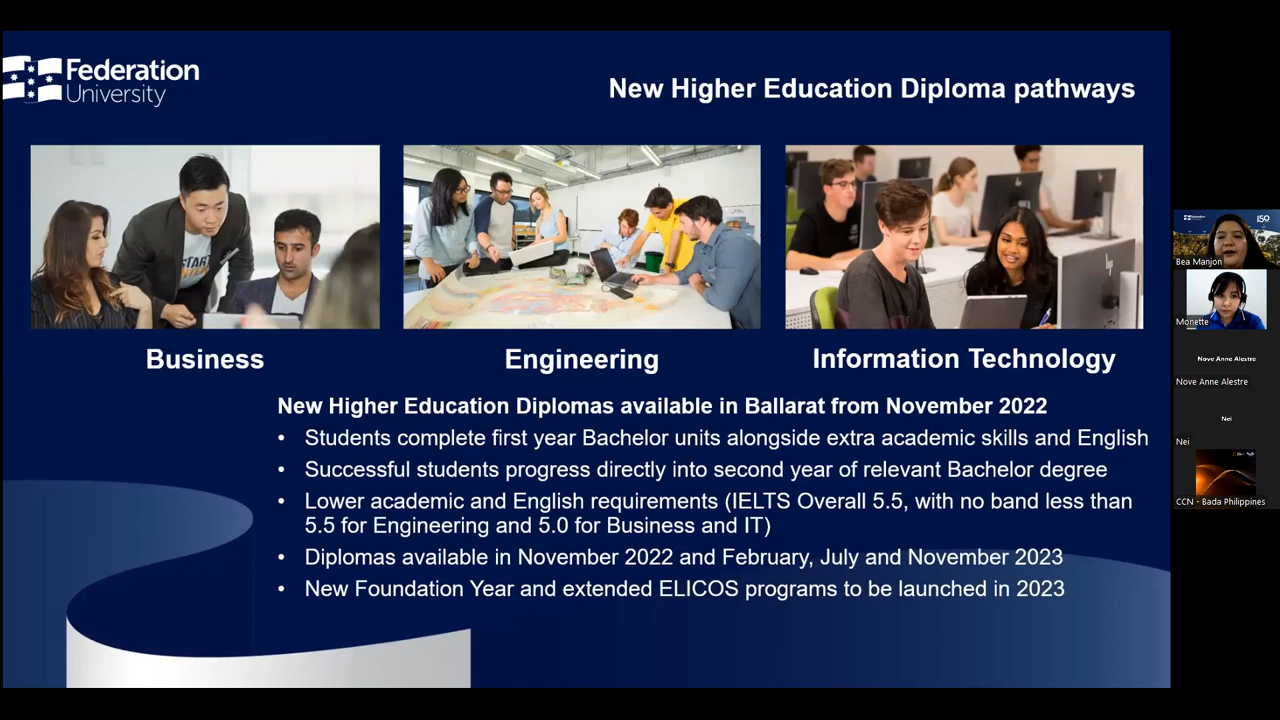 Federation
University
New Higher Education Diploma pathways
START
Business
Engineering
Information Technology
New Higher Education Diplomas available in Ballarat from November 2022
• Students complete first year Bachelor units alongside extra academic skills and English
• Successful students progress directly into second year of relevant Bachelor degree
• Lower academic and English requirements (IELTS Overall 5.5, with no band less than
5.5 for Engineering and 5.0 for Business and IT)
• Diplomas available in November 2022 and February, July and November 2023
• New Foundation Year and extended ELICOS programs to be launched in 2023
Bea Manjon
Monette
Nove Anne Alestre
Nove Anne Alestre
Nei
Nei
CCN - Bada Philippines